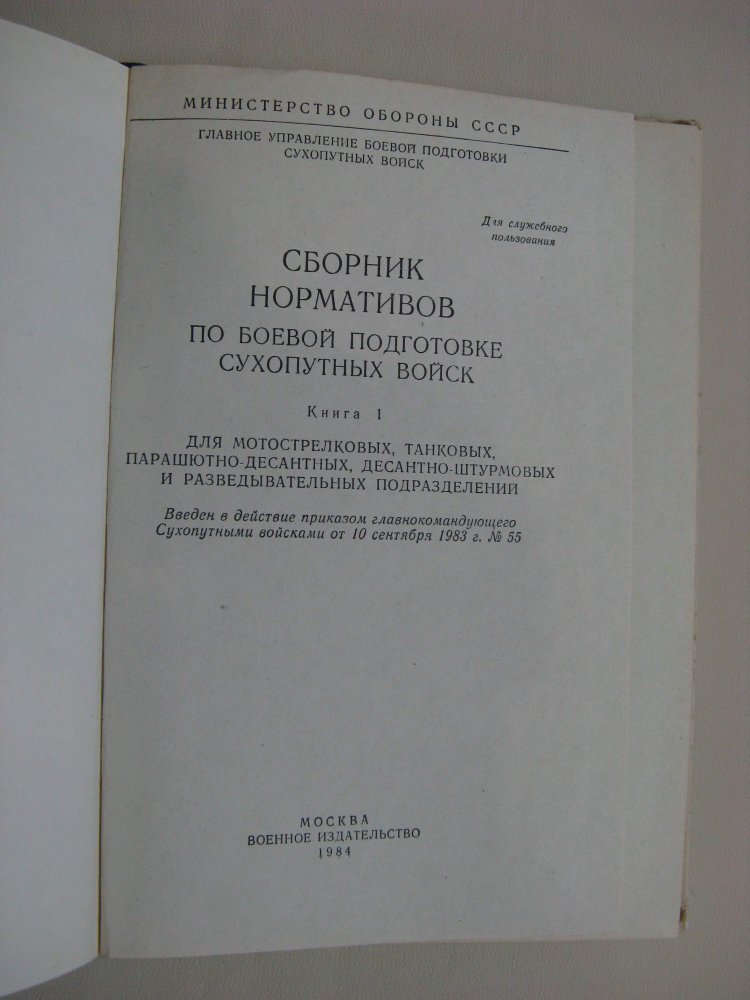 МИНИСТЕРСТВО ОБОРОНЫ СССР
ГЛАВНОЕ УПРАВЛЕНИЕ БОЕВОЙ ПОДГОТОВКИ
СУХОПУТНЫХ ВОЙСК
Для служебного
пользования
СБОРНИК
НОРМАТИВОВ
ПО БОЕВОЙ ПОДГОТОВКЕ
СУХОПУТНЫХ ВОЙСК
Книга 1
ДЛЯ МОТОСТРЕЛКОВЫХ, ТАНКОВЫХ,
ПАРАШЮТНО-ДЕСАНТНЫХ, ДЕСАНТНО-ШТУРМОВЫХ
И РАЗВЕДЫВАТЕЛЬНЫХ ПОДРАЗДЕЛЕНИЙ
Введен в действие приказом главнокомандующего
Сухопутными войсками от 10 сентября 1983 г. № 55
МОСКВА
ВОЕННОЕ ИЗДАТЕЛЬСТВО
1984